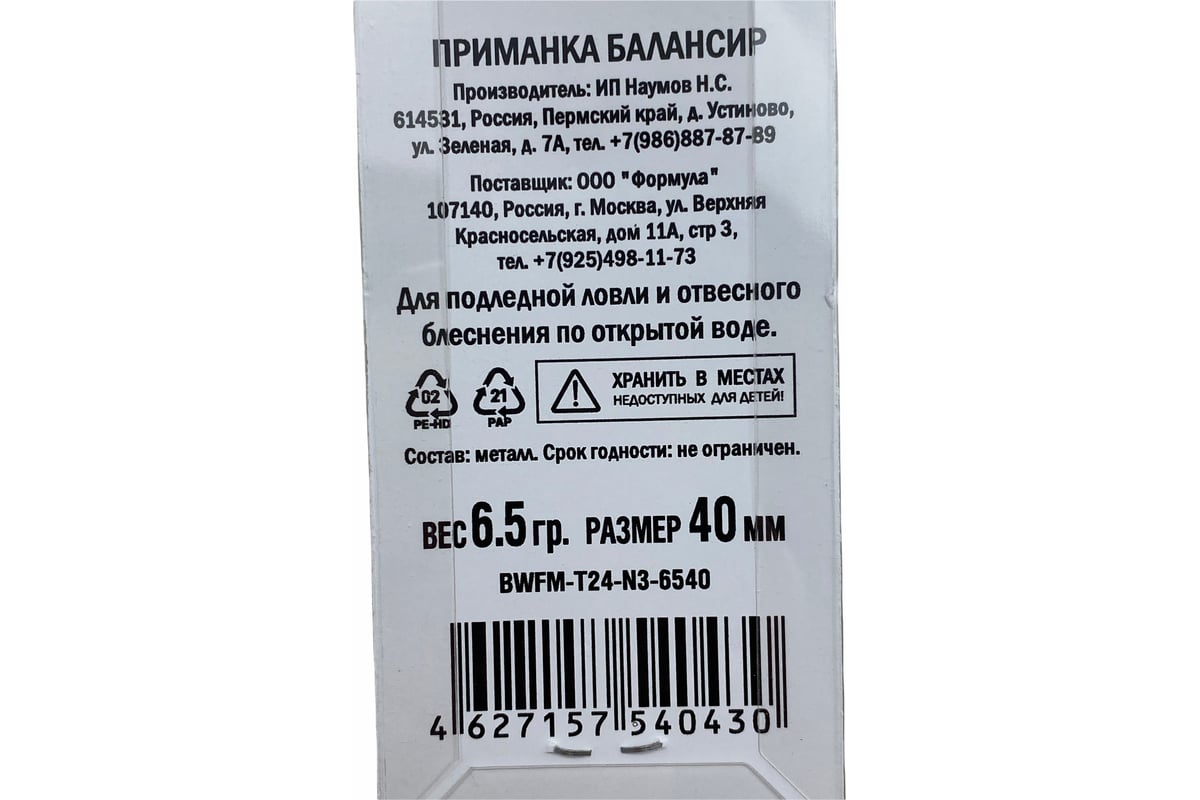 ПРИМАНКА БАЛАНСИР
Производитель: ИП Наумов Н.С.
614531, Россия, Пермский край, д. Устиново,
ул. Зеленая, д. 7А, тел. +7(986)887-87-89
Поставщик: ООО "Формула"
107140, Россия, г. Москва, ул. Верхняя
Красносельская, дом 11А, стр 3,
тел. +7(925)498-11-73
Для подледной ловли и отвесного
блеснения по открытой воде.
02 21 ХРАНИТЬ В МЕСТАХ
PE-HD PAP НЕДОСТУПНЫХ ДЛЯ ДЕТЕЙ!
Состав: металл. Срок годности: не ограничен.
ВЕС 6.5 гр. РАЗМЕР 40 мм
BWFM-T24-N3-6540
4 627157 540430